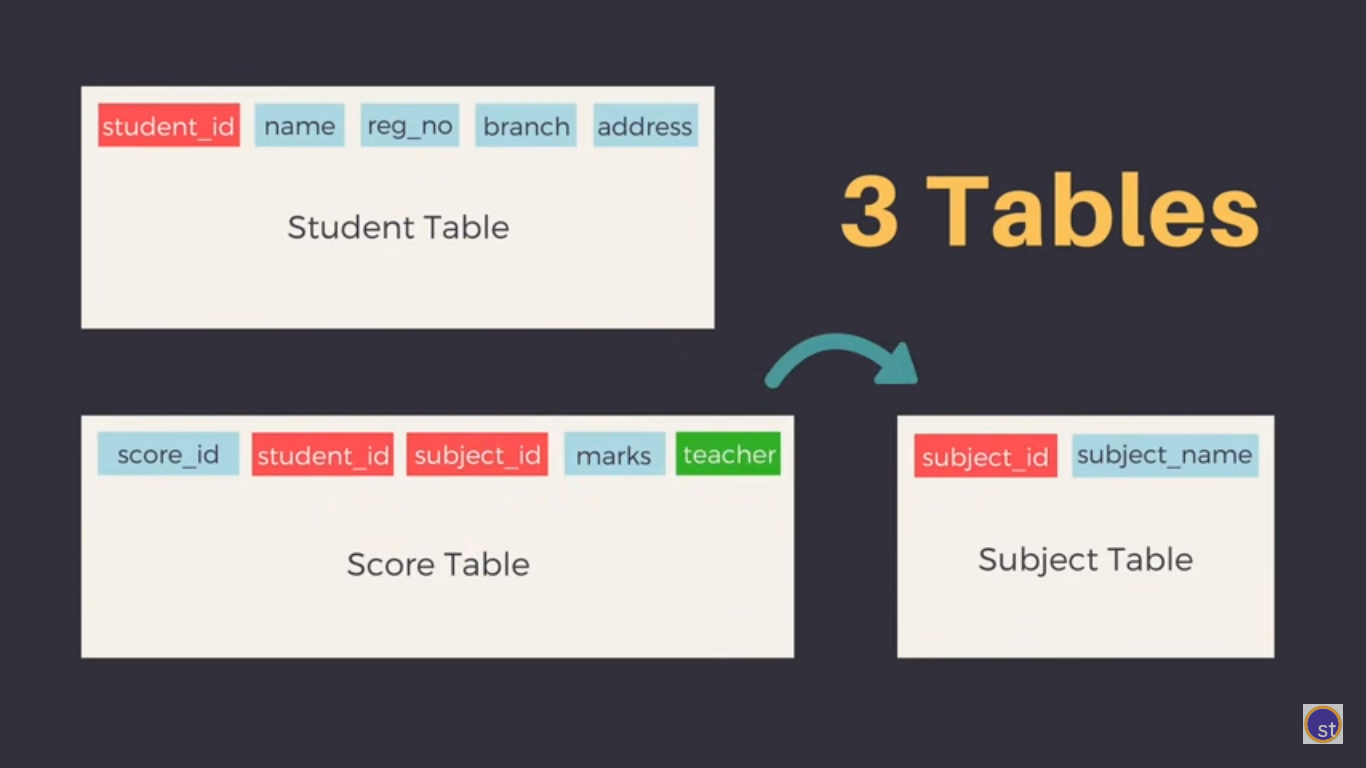 student_id name reg_no branch address
Student Table
3 Tables
score_id student_id subject_id marks teacher
Score Table
subject_id subject_name
Subject Table
st